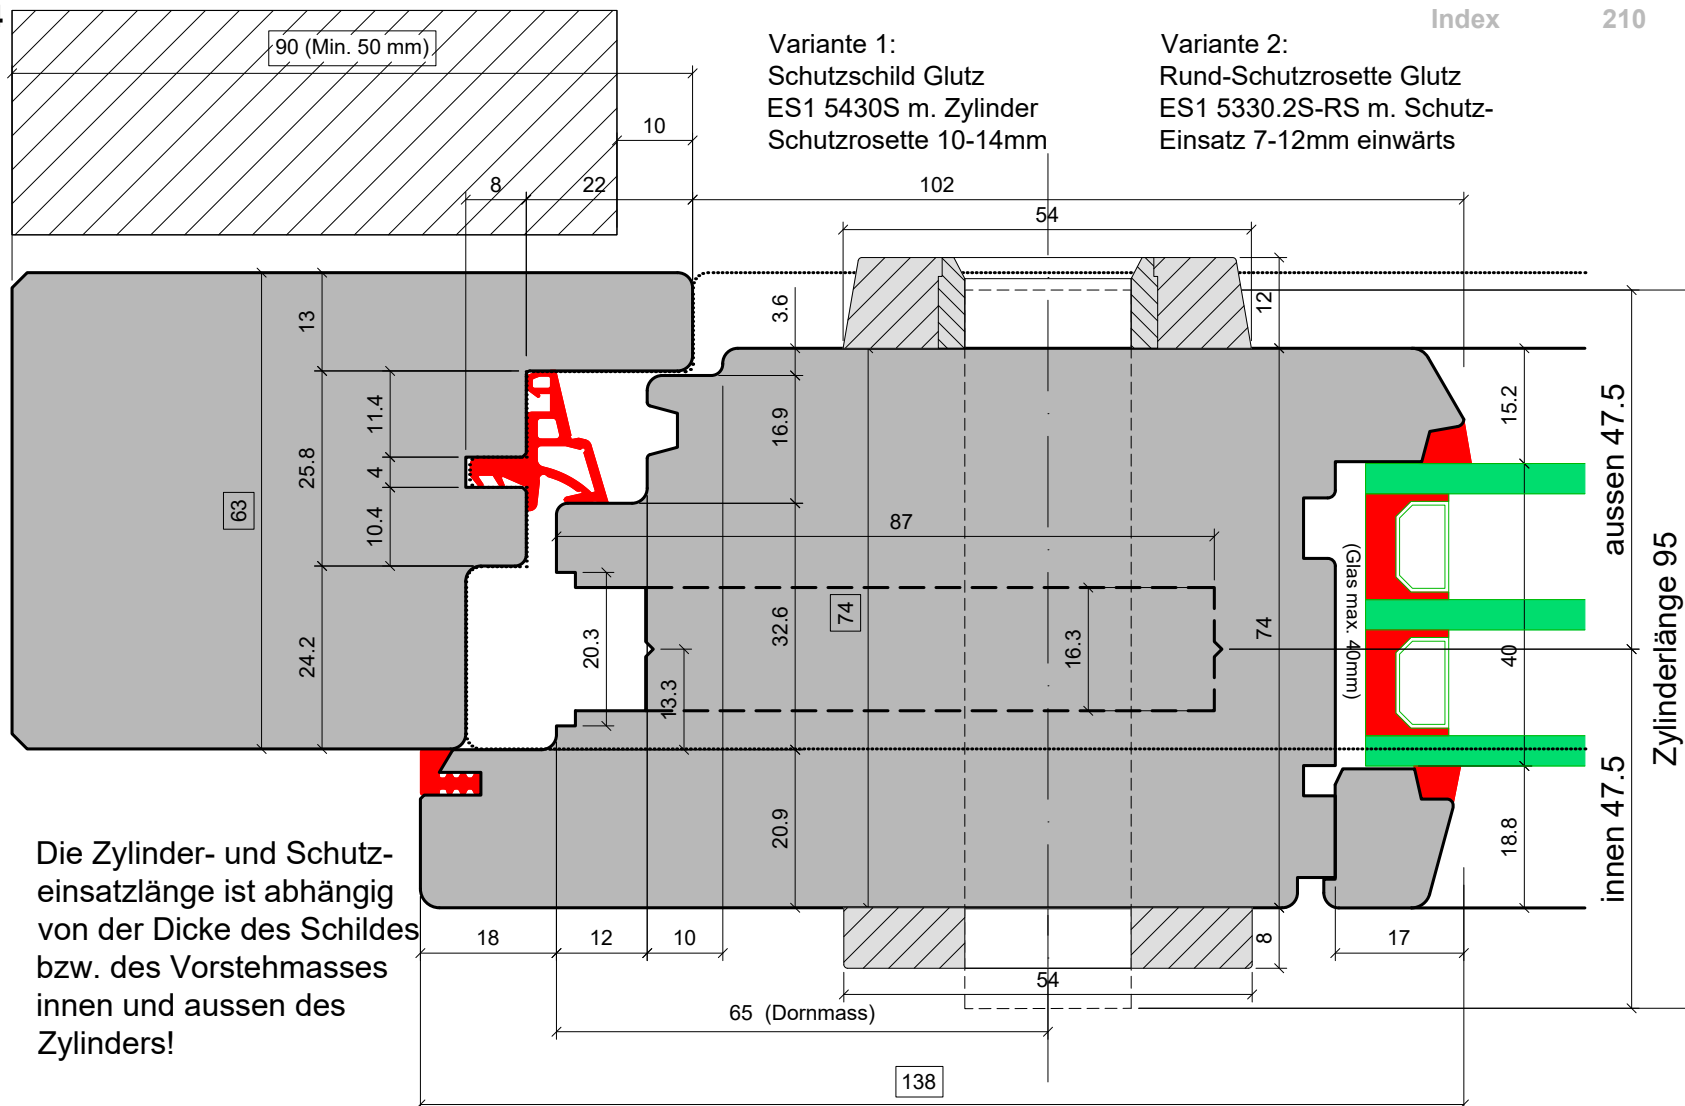 Index 210
90 (Min. 50 mm)
Variante 1:
Schutzschild Glutz
ES1 5430S m. Zylinder
Schutzrosette 10-14mm
Variante 2:
Rund-Schutzrosette Glutz
ES1 5330.2S-RS m. Schutz-
Einsatz 7-12mm einwärts
10
8
22
102
54
12
13
3.6
15.2
11.4
16.9
aussen 47.5
25.8
4
63
10.4
87
(Glas max. 40mm)
Zylinderlänge 95
24.2
20.3
32.6
74
16.3
74
40
13.3
20.9
18.8
innen 47.5
Die Zylinder- und Schutz-
einsatzlänge ist abhängig
von der Dicke des Schildes
bzw. des Vorstehmasses
innen und aussen des
Zylinders!
18
12
10
8
17
54
65 (Dornmass)
138